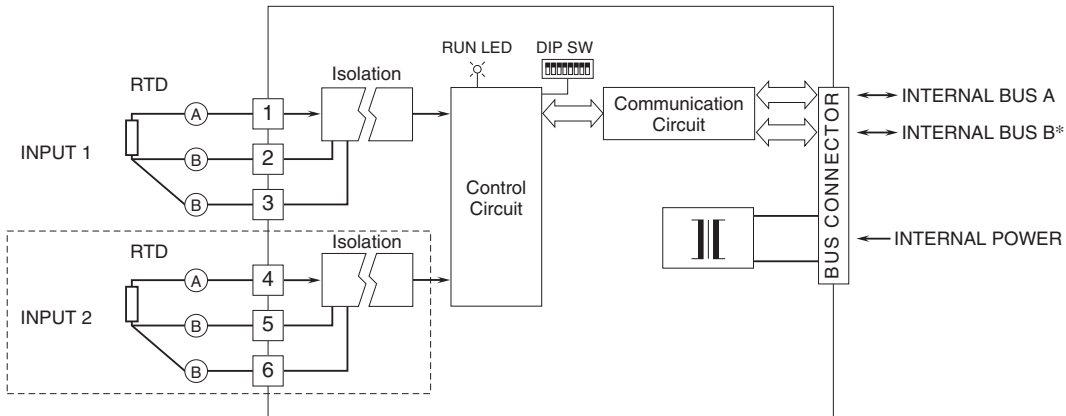 RUN LED
DIP SW
Isolation
RTD
INPUT 1
A
B
B
1
2
3
Control
Circuit
Communication
Circuit
BUS CONNECTOR
INTERNAL BUS A
INTERNAL BUS B*
INTERNAL POWER
Isolation
RTD
INPUT 2
A
B
B
4
5
6